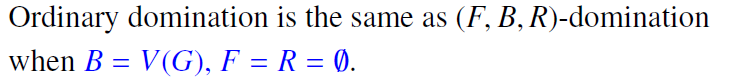 Ordinary domination is the same as (F, B, R)-domination
when B = V(G), F = R = ∅.